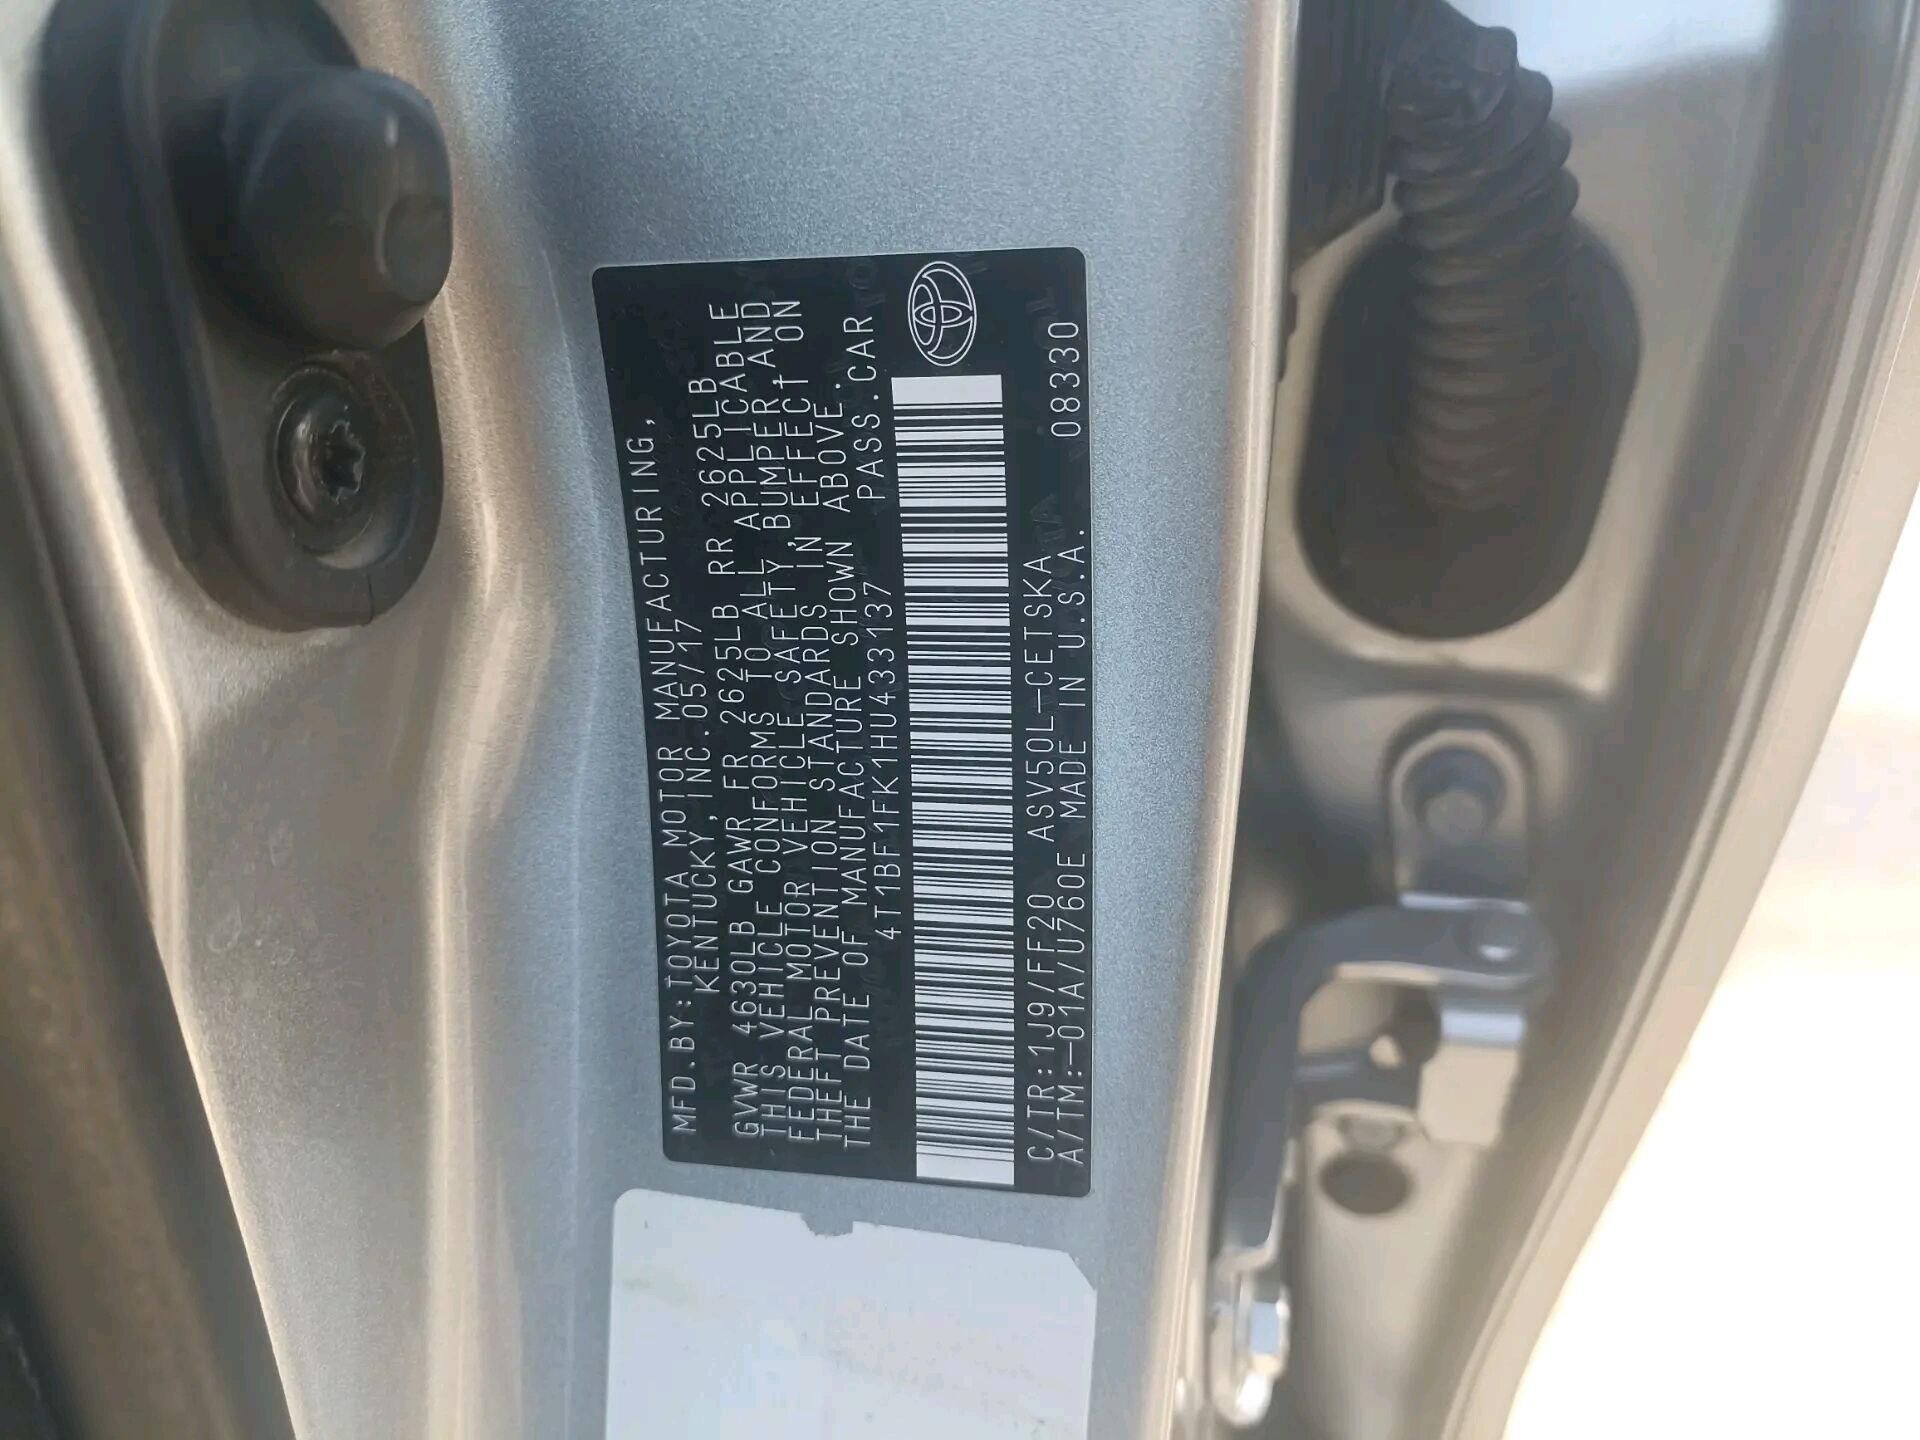 MFD.BY:TOYOTA MOTOR MANUFACTURING,
KENTUCKY, INC.05/17
GVWR 4630LB GAWR FR 2625LB RR 2625LB
THIS VEHICLE CONFORMS TO ALL APPLICABLE
FEDERAL MOTOR VEHICLE SAFETY, BUMPER, AND
THEFT PREVENTION STANDARDS IN EFFECT ON
THE DATE OF MANUFACTURE SHOWN ABOVE.
4T1BF1FK1HU433137 PASS.CAR
C/TR:1J9/FF20 ASV50L-CETSKA 08330
A/TM:-01A/U760E MADE IN U.S.A.